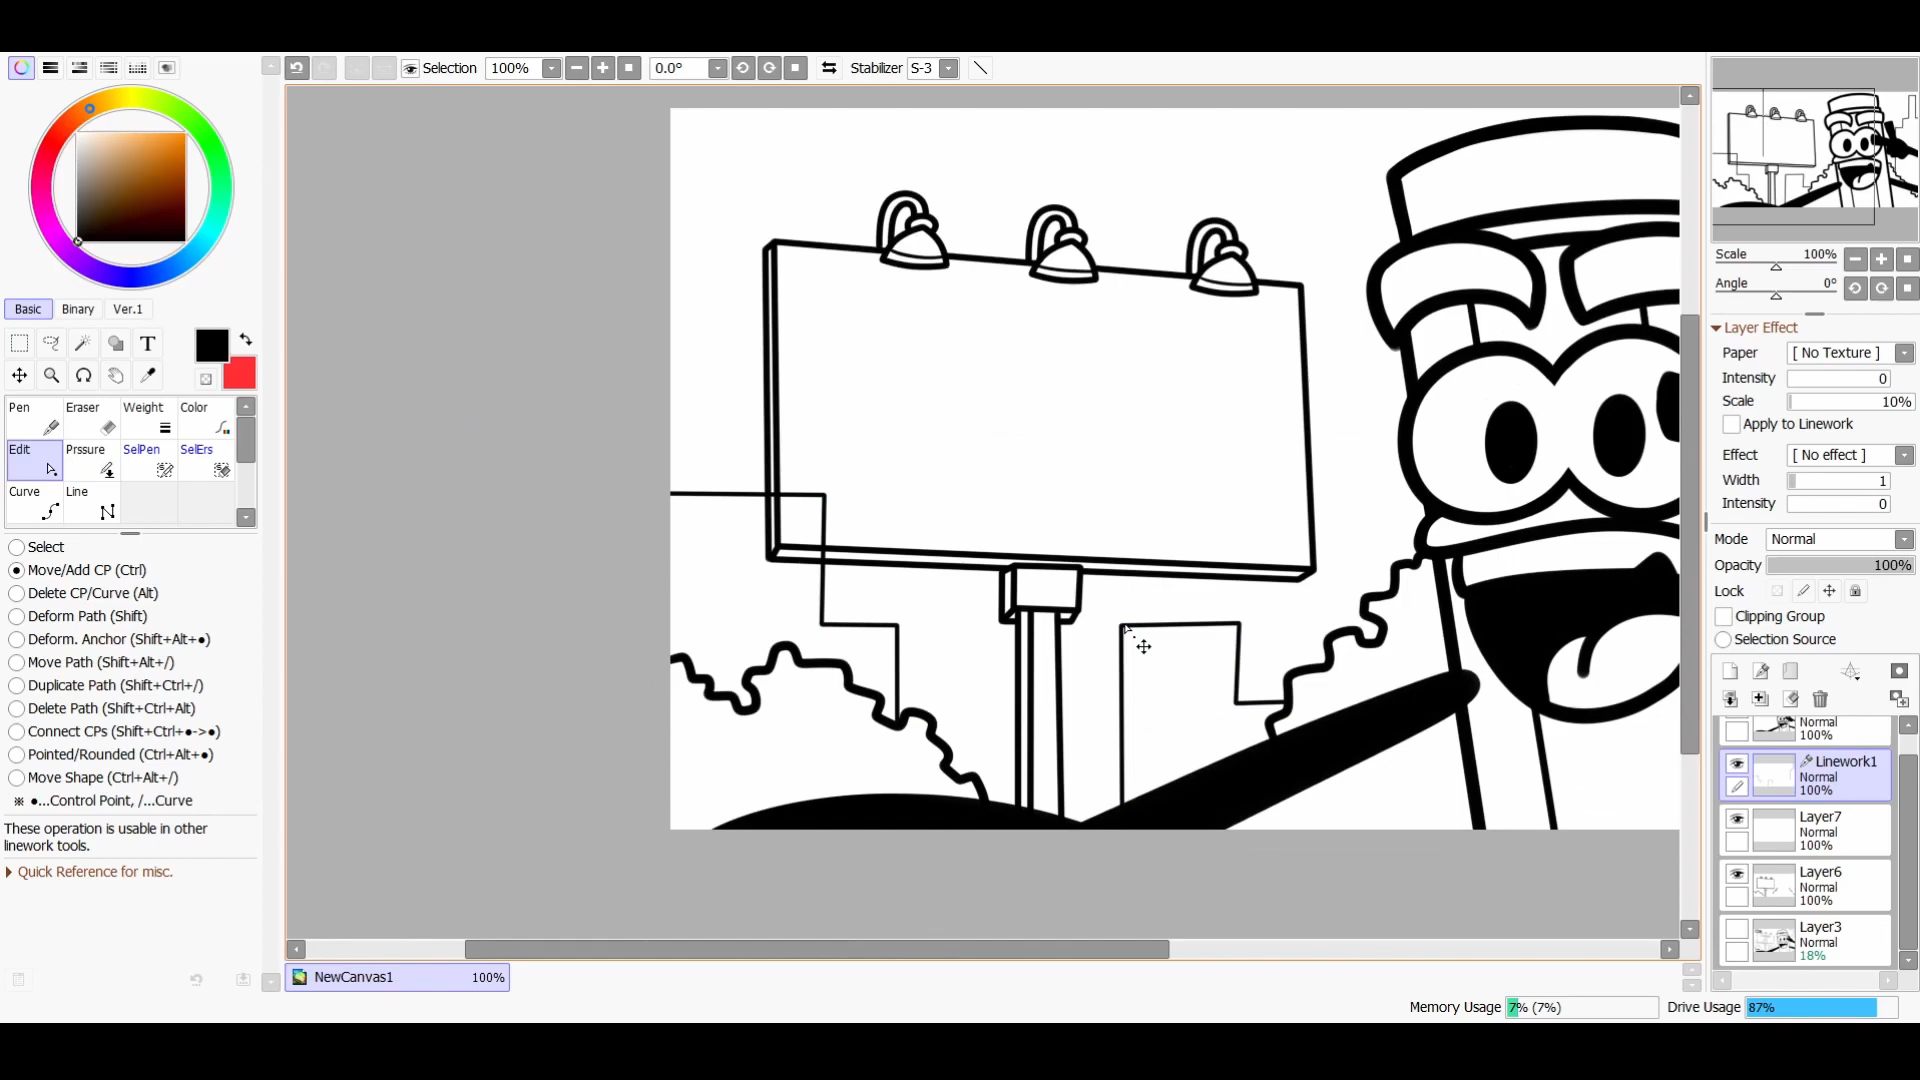 Selection 100% 0.0° Stabilizer S-3
Basic Binary Ver.1
T
Pen Eraser Weight Color
Edit Prssure SelPen SelErs
Curve Line
Select
Move/Add CP (Ctrl)
Delete CP/Curve (Alt)
Deform Path (Shift)
Deform. Anchor (Shift+Alt+●)
Move Path (Shift+Alt+/)
Duplicate Path (Shift+Ctrl+/)
Delete Path (Shift+Ctrl+Alt)
Connect CPs (Shift+Ctrl+●->●)
Pointed/Rounded (Ctrl+Alt+●)
Move Shape (Ctrl+Alt+/)
※ ●...Control Point, /...Curve
These operation is usable in other
linework tools.
Quick Reference for misc.
NewCanvas1 100%
Scale 100%
Angle 0°
Layer Effect
Paper [ No Texture ]
Intensity 0
Scale 10%
Apply to Linework
Effect [ No effect ]
Width 1
Intensity 0
Mode Normal
Opacity 100%
Lock
Clipping Group
Selection Source
Normal
100%
Linework1
Normal
100%
Layer7
Normal
100%
Layer6
Normal
100%
Layer3
Normal
18%
Memory Usage 7% (7%) Drive Usage 87%